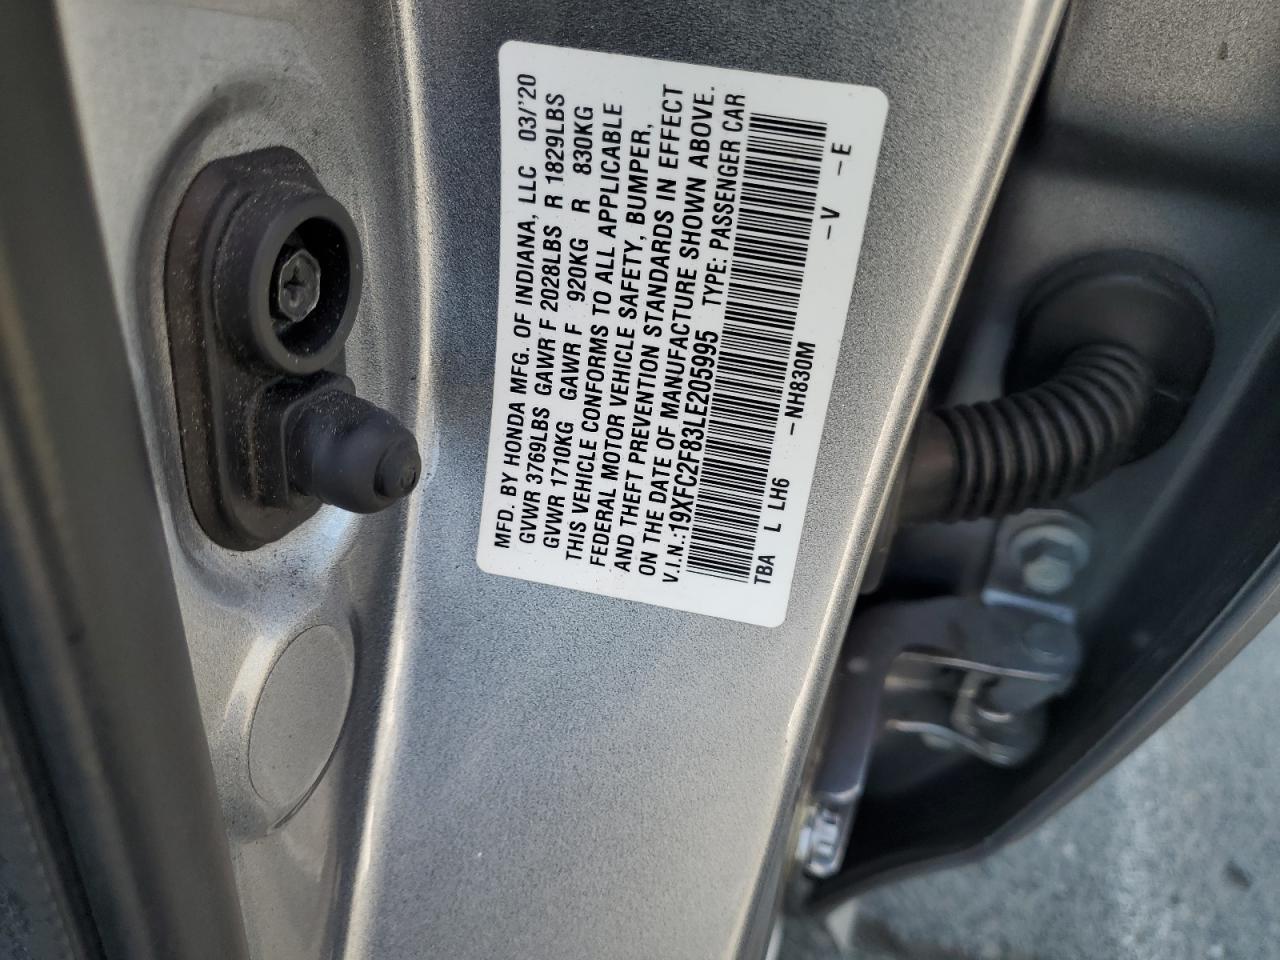 MFD. BY HONDA MFG. OF INDIANA, LLC 03/'20
GVWR 3769LBS GAWR F 2028LBS R 1829LBS
GVWR 1710KG GAWR F 920KG R 830KG
THIS VEHICLE CONFORMS TO ALL APPLICABLE
FEDERAL MOTOR VEHICLE SAFETY, BUMPER,
AND THEFT PREVENTION STANDARDS IN EFFECT
ON THE DATE OF MANUFACTURE SHOWN ABOVE.
V.I.N.:19XFC2F83LE205995 TYPE: PASSENGER CAR
TBA L LH6 -NH830M -V -E